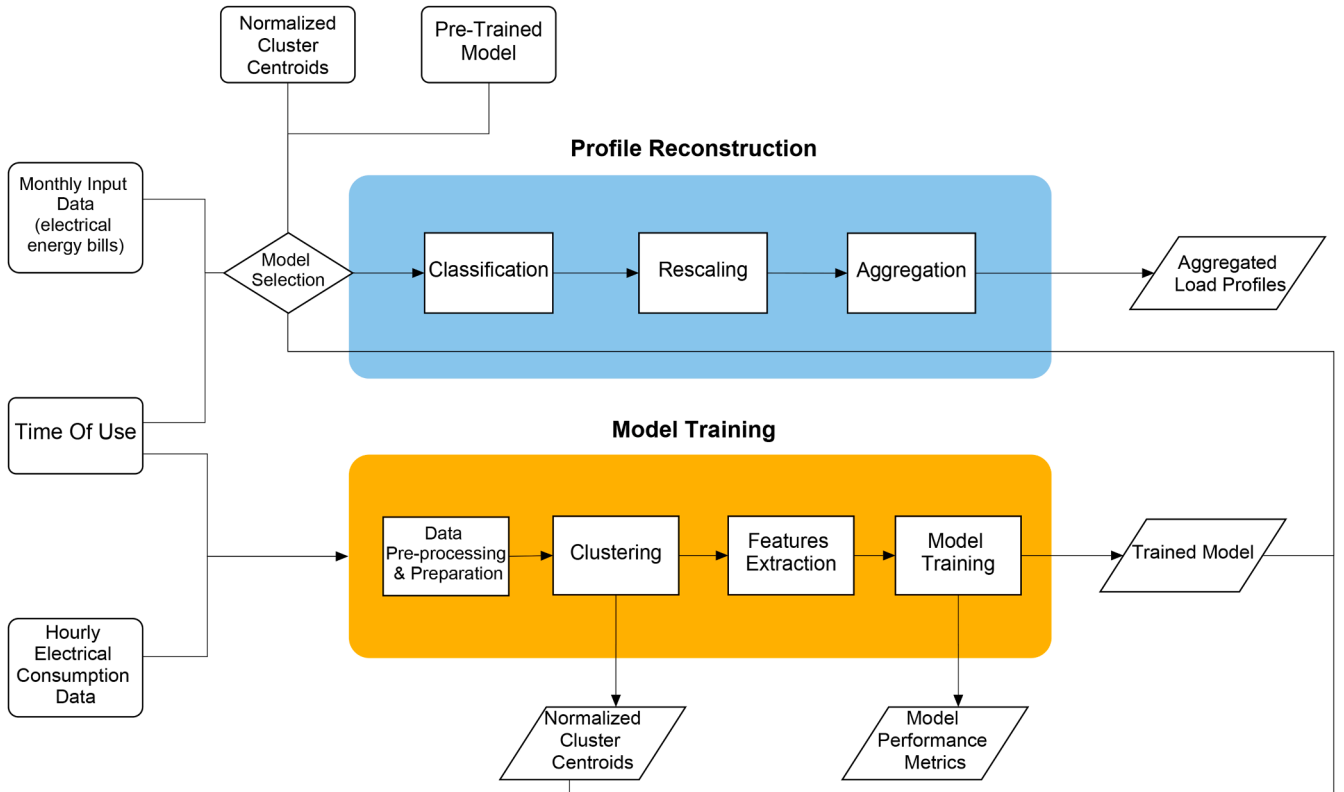 Normalized
Cluster
Centroids
Pre-Trained
Model
Profile Reconstruction
Monthly Input
Data
(electrical
energy bills)
Model
Selection
Classification
Rescaling
Aggregation
Aggregated
Load Profiles
Time Of Use
Model Training
Data
Pre-processing
& Preparation
Clustering
Features
Extraction
Model
Training
Trained Model
Hourly
Electrical
Consumption
Data
Normalized
Cluster
Centroids
Model
Performance
Metrics